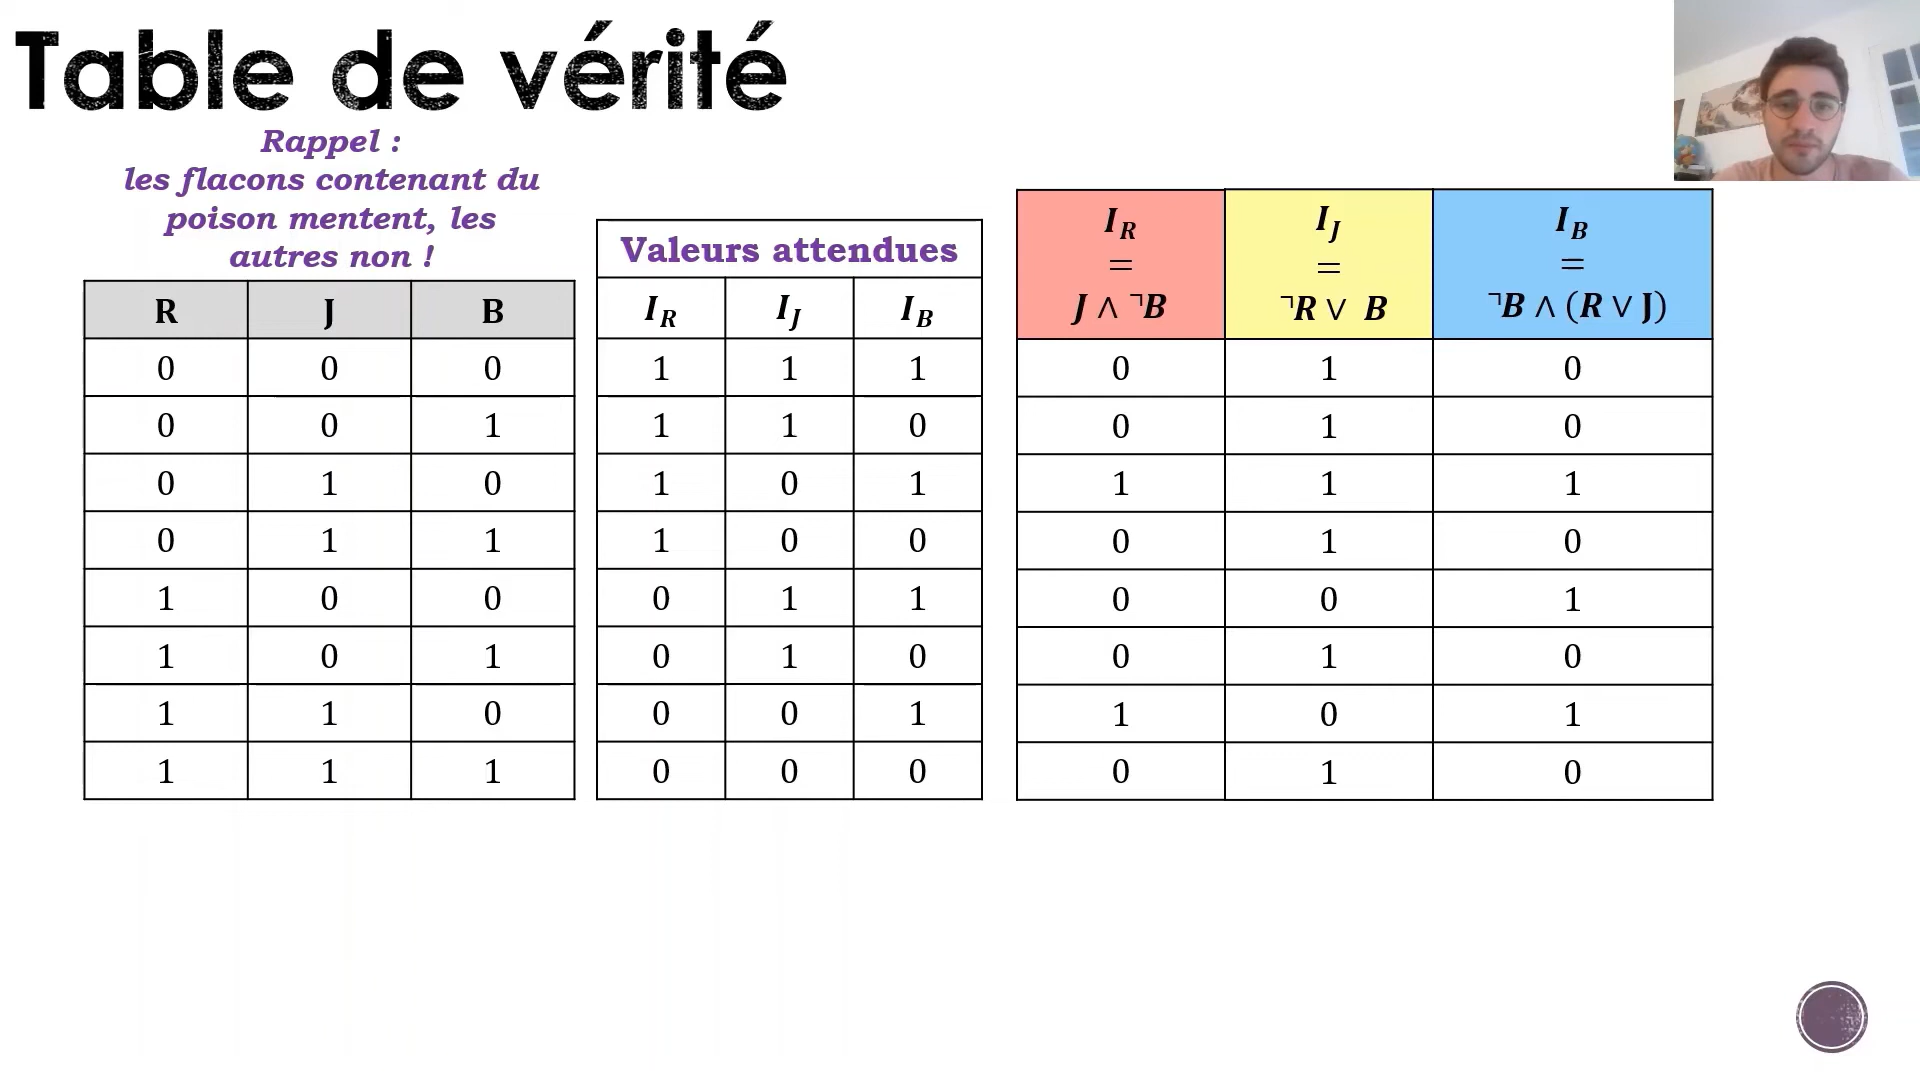 Table de vérité
Rappel :
les flacons contenant du
poison mentent, les
autres non !
R J B
0 0 0
0 0 1
0 1 0
0 1 1
1 0 0
1 0 1
1 1 0
1 1 1
Valeurs attendues
I_R I_J I_B
1 1 1
1 1 0
1 0 1
1 0 0
0 1 1
0 1 0
0 0 1
0 0 0
I_R I_J I_B
= = =
J ∧ ¬B ¬R ∨ B ¬B ∧ (R ∨ J)
0 1 0
0 1 0
1 1 1
0 1 0
0 0 1
0 1 0
1 0 1
0 1 0